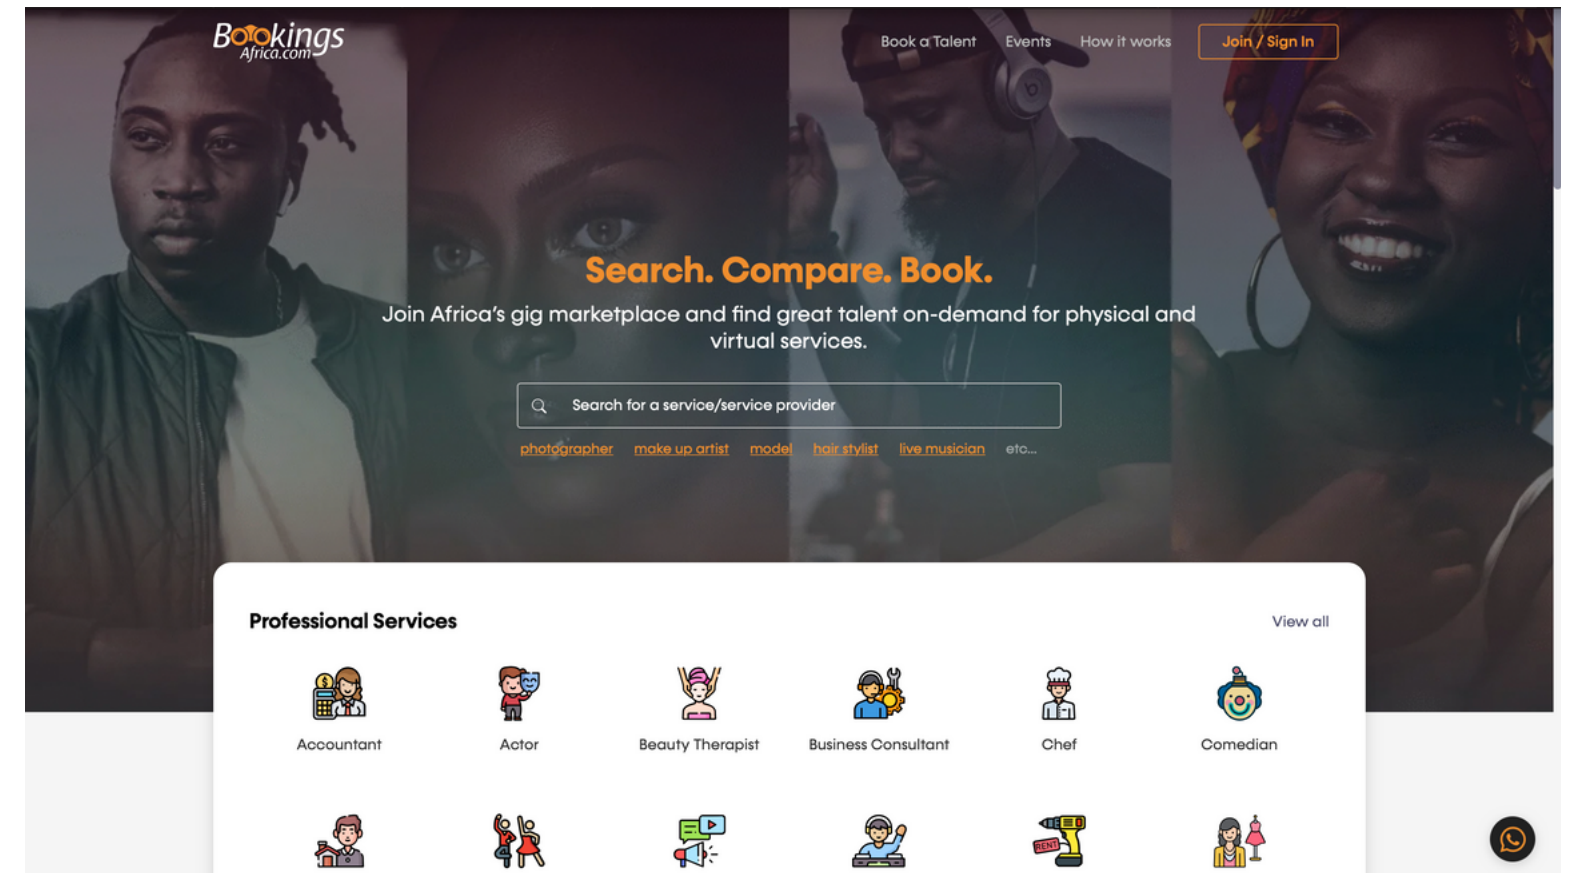 Bookings
Africa.com
Book a Talent
Events
How it works
Join / Sign In
Search. Compare. Book.
Join Africa's gig marketplace and find great talent on-demand for physical and
virtual services.
Search for a service/service provider
photographer
make up artist
model
hair stylist
live musician
etc...
Professional Services
View all
Accountant
Actor
Beauty Therapist
Business Consultant
Chef
Comedian
RENT